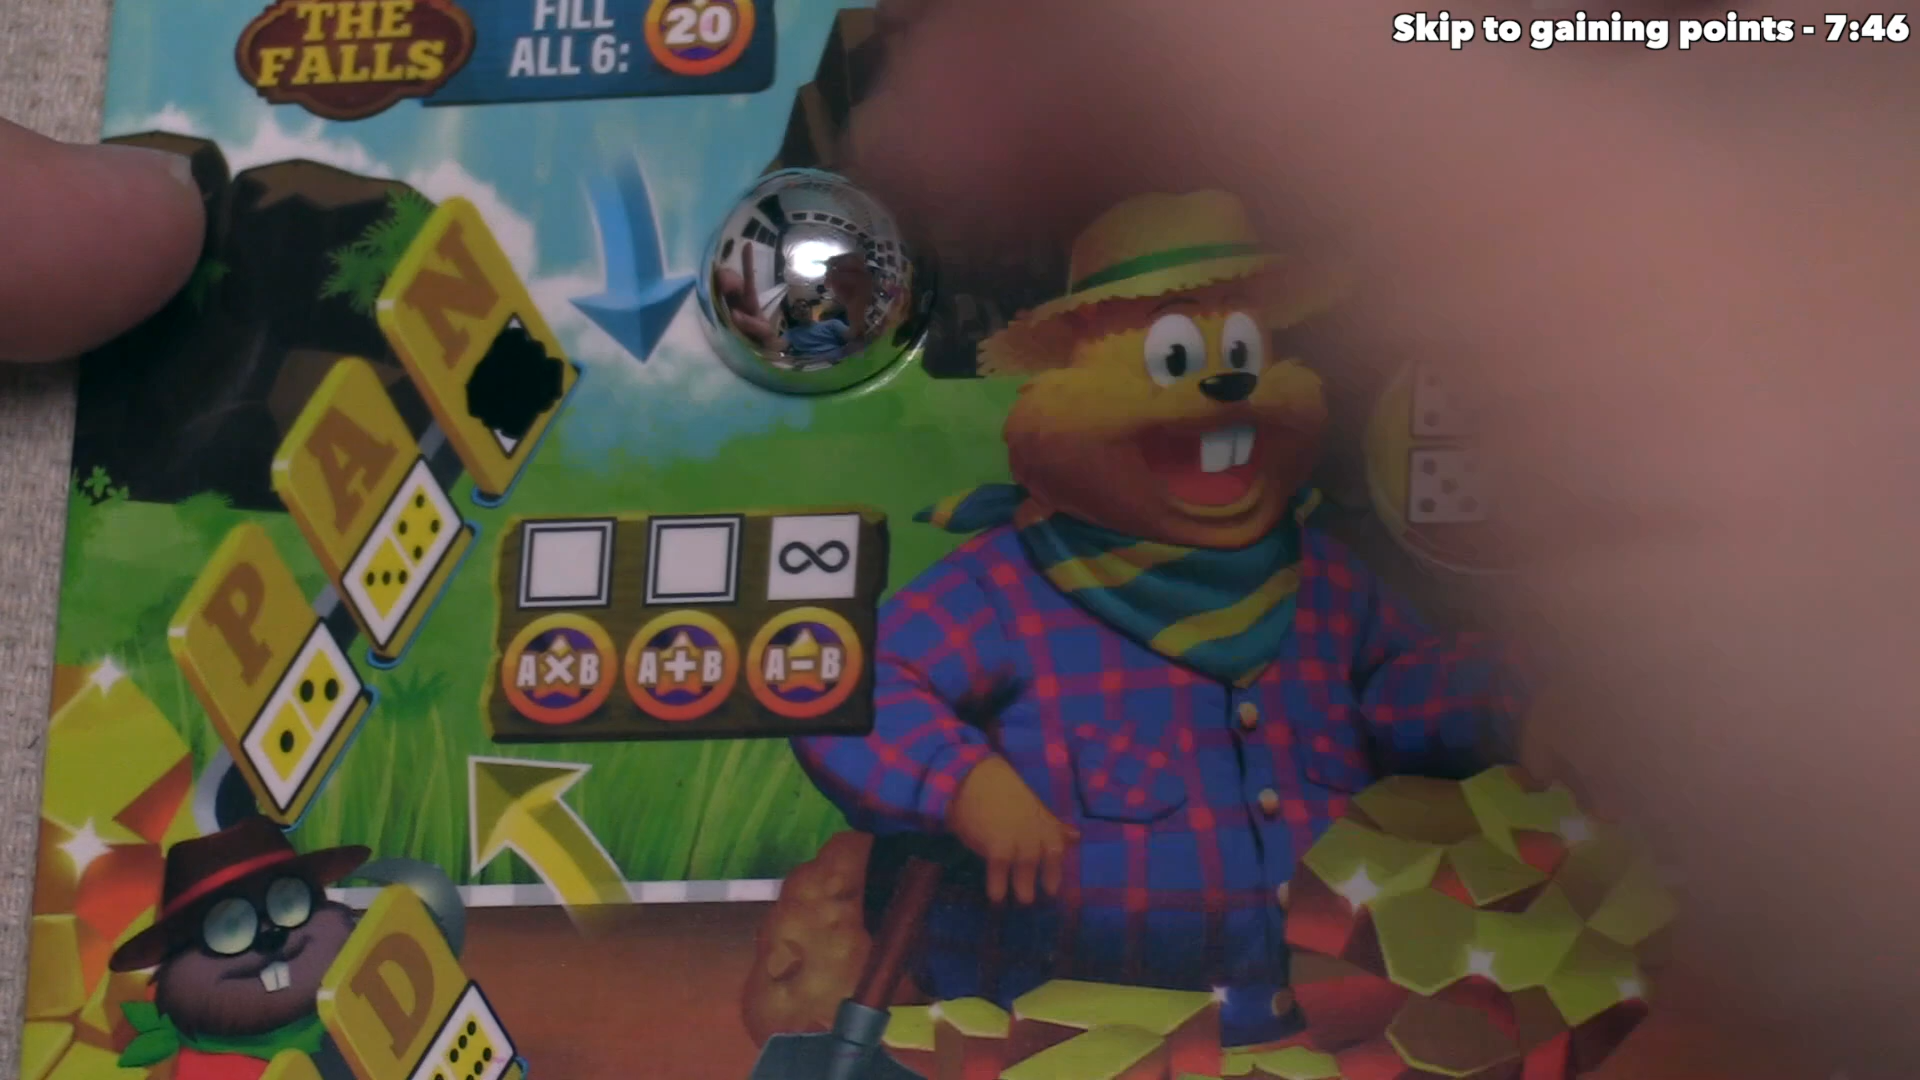 Skip to gaining points - 7:46
THE
FALLS
FILL
ALL 6:
20
N
A
P
∞
A×B
A+B
A-B
D